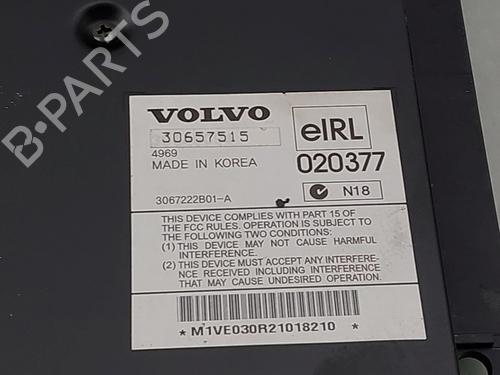 B-PARTS
VOLVO
30657515
4969
MADE IN KOREA
eIRL
020377
N18
3067222B01-A
THIS DEVICE COMPLIES WITH PART 15 OF
THE FCC RULES. OPERATION IS SUBJECT TO
THE FOLLOWING TWO CONDITIONS:
(1) THIS DEVICE MAY NOT CAUSE HARMFUL
INTERFERENCE.
(2) THIS DEVICE MUST ACCEPT ANY INTERFERE-
NCE RECEIVED INCLUDING INTERFERENCE
THAT MAY CAUSE UNDESIRED OPERATION.
* M1VE030R21018210 *